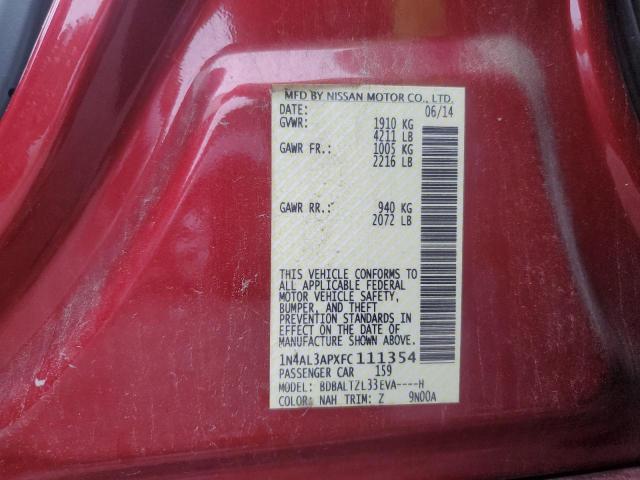 MFD BY NISSAN MOTOR CO., LTD.
DATE: 06/14
GVWR: 1910 KG
4211 LB
GAWR FR.: 1005 KG
2216 LB
GAWR RR.: 940 KG
2072 LB
THIS VEHICLE CONFORMS TO
ALL APPLICABLE FEDERAL
MOTOR VEHICLE SAFETY,
BUMPER, AND THEFT
PREVENTION STANDARDS IN
EFFECT ON THE DATE OF
MANUFACTURE SHOWN ABOVE.
1N4AL3APXFC111354
PASSENGER CAR 159
MODEL: BDBALTZL33EVA----H
COLOR: NAH TRIM: Z 9N00A